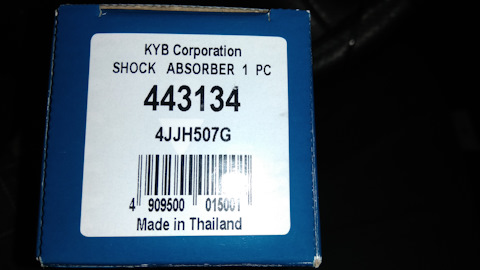 KYB Corporation
SHOCK ABSORBER 1 PC
443134
4JJH507G
4 909500 015001
Made in Thailand